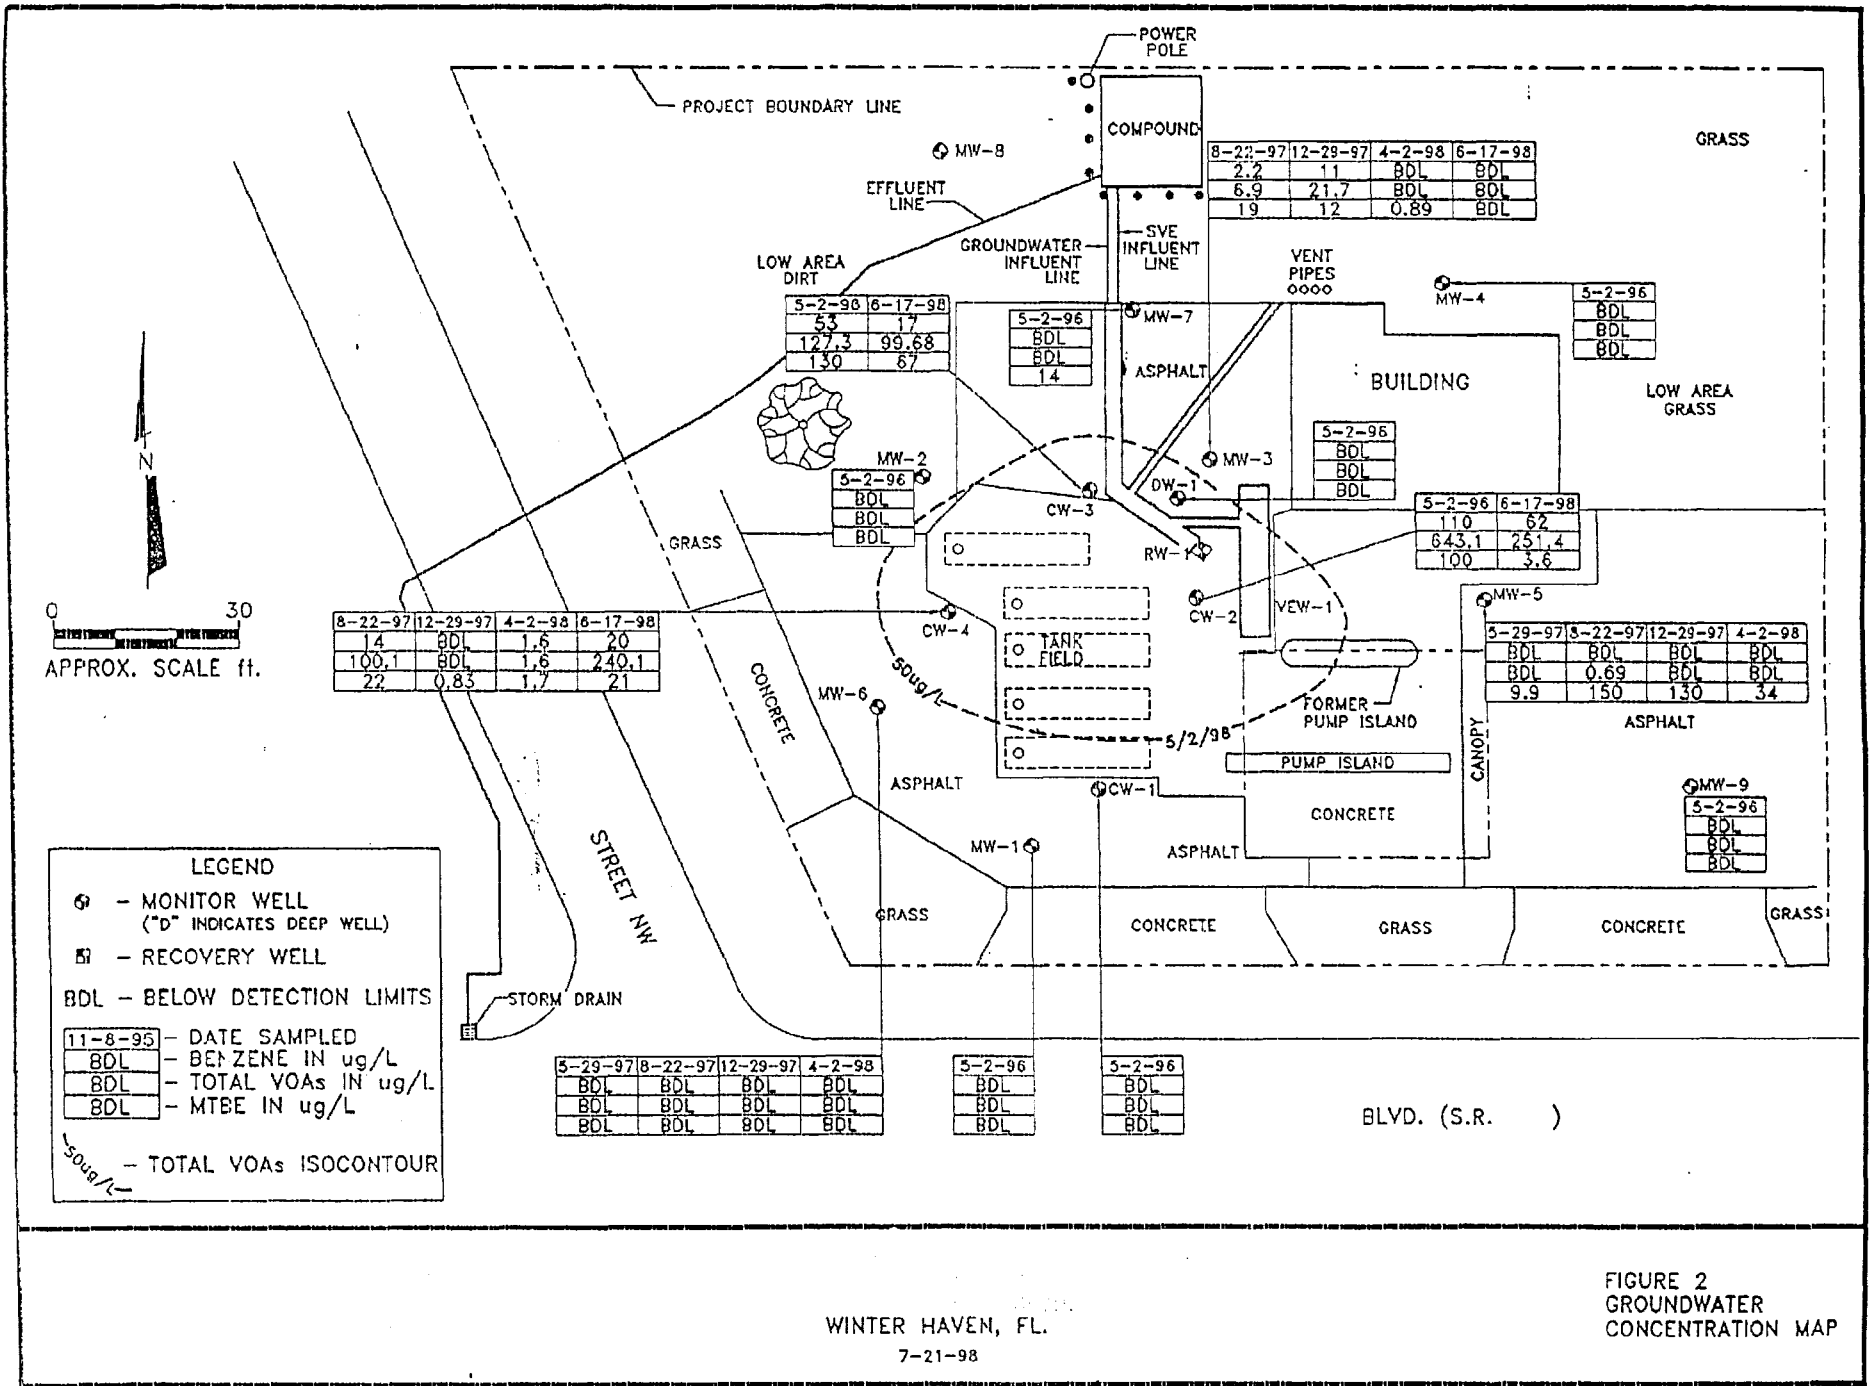 POWER
POLE
PROJECT BOUNDARY LINE
COMPOUND
GRASS
MW-8
8-22-97 12-29-97 4-2-98 6-17-98
2.2 11 BDL BDL
6.9 21.7 BDL BDL
19 12 0.89 BDL
EFFLUENT
LINE
GROUNDWATER
INFLUENT
LINE
SVE
INFLUENT
LINE
VENT
PIPES
LOW AREA
DIRT
MW-4
5-2-96
BDL
BDL
BDL
5-2-96 6-17-98
53 17
127.3 99.68
130 67
5-2-96
BDL
BDL
14
MW-7
ASPHALT
BUILDING
LOW AREA
GRASS
5-2-96
BDL
BDL
BDL
MW-2
5-2-96
BDL
BDL
BDL
MW-3
DW-1
CW-3
5-2-96 6-17-98
110 62
643.1 251.4
100 3.6
N
GRASS
RW-1
0 30
APPROX. SCALE ft.
8-22-97 12-29-97 4-2-98 6-17-98
14 BDL 1.6 20
100.1 BDL 1.6 240.1
22 0.83 1.7 21
CW-4
CW-2
VEW-1
MW-5
5-29-97 8-22-97 12-29-97 4-2-98
BDL BDL BDL BDL
BDL 0.69 BDL BDL
9.9 150 130 34
TANK
FIELD
50ug/L
CONCRETE
MW-6
FORMER
PUMP ISLAND
ASPHALT
5/2/98
PUMP ISLAND
CANOPY
ASPHALT
CW-1
MW-9
5-2-96
BDL
BDL
BDL
CONCRETE
MW-1
ASPHALT
STREET NW
GRASS
CONCRETE
GRASS
CONCRETE
GRASS
LEGEND
- MONITOR WELL
("D" INDICATES DEEP WELL)
- RECOVERY WELL
BDL - BELOW DETECTION LIMITS
11-8-95 - DATE SAMPLED
BDL - BENZENE IN ug/L
BDL - TOTAL VOAs IN ug/L
BDL - MTBE IN ug/L
50ug/L - TOTAL VOAs ISOCONTOUR
STORM DRAIN
5-29-97 8-22-97 12-29-97 4-2-98
BDL BDL BDL BDL
BDL BDL BDL BDL
BDL BDL BDL BDL
5-2-96
BDL
BDL
BDL
5-2-96
BDL
BDL
BDL
BLVD. (S.R. )
WINTER HAVEN, FL.
7-21-98
FIGURE 2
GROUNDWATER
CONCENTRATION MAP